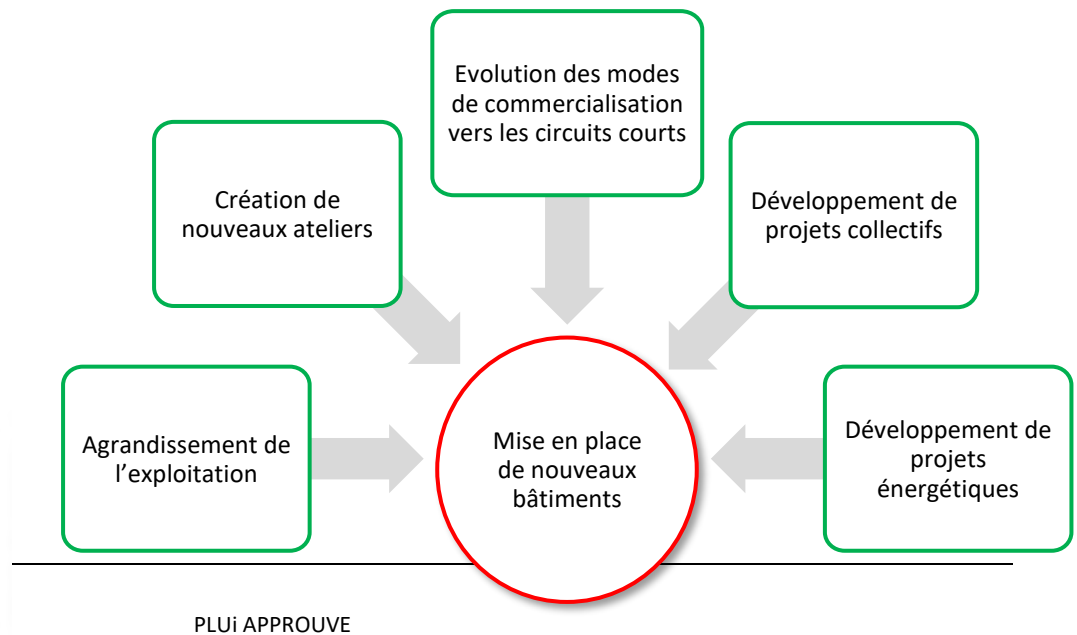 Evolution des modes
de commercialisation
vers les circuits courts
Création de
nouveaux ateliers
Développement de
projets collectifs
Agrandissement de
l’exploitation
Mise en place
de nouveaux
bâtiments
Développement de
projets
énergétiques
PLUi APPROUVE